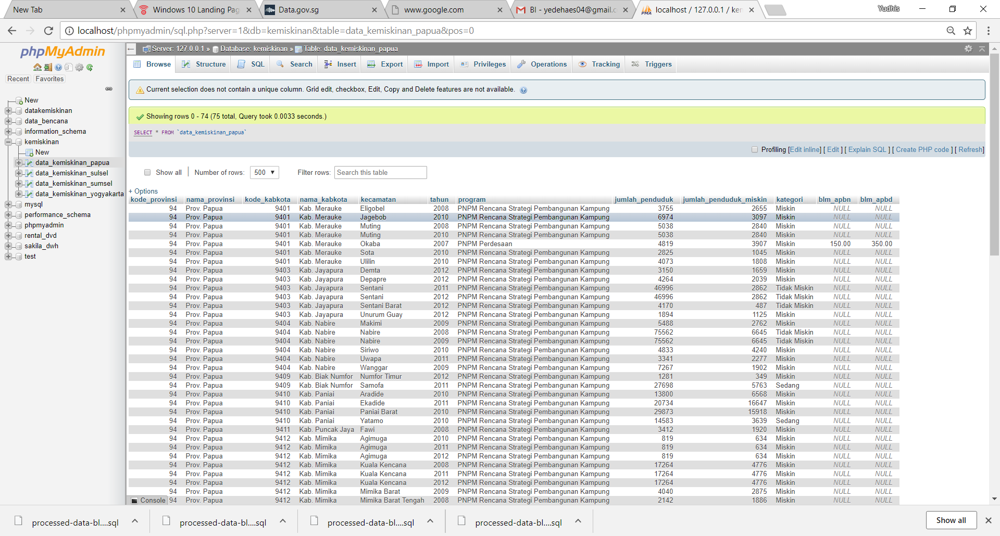 New Tab
Windows 10 Landing Pag
Data.gov.sg
www.google.com
BI - yedehaes04@gmail.c
localhost / 127.0.0.1 / ker
Yudhis
localhost/phpmyadmin/sql.php?server=1&db=kemiskinan&table=data_kemiskinan_papua&pos=0
phpMyAdmin
Recent Favorites
New
datakemiskinan
data_bencana
information_schema
kemiskinan
New
data_kemiskinan_papua
data_kemiskinan_sulsel
data_kemiskinan_sumsel
data_kemiskinan_yogyakarta
mysql
performance_schema
phpmyadmin
rental_dvd
sakila_dwh
test
Server: 127.0.0.1 » Database: kemiskinan » Table: data_kemiskinan_papua
Browse Structure SQL Search Insert Export Import Privileges Operations Tracking Triggers
Current selection does not contain a unique column. Grid edit, checkbox, Edit, Copy and Delete features are not available.
Showing rows 0 - 74 (75 total, Query took 0.0033 seconds.)
SELECT * FROM `data_kemiskinan_papua`
Profiling [Edit inline] [ Edit ] [ Explain SQL ] [ Create PHP code ] [ Refresh]
Show all | Number of rows: 500 Filter rows: Search this table
+ Options
kode_provinsi nama_provinsi kode_kabkota nama_kabkota kecamatan tahun program jumlah_penduduk jumlah_penduduk_miskin kategori blm_apbn blm_apbd
94 Prov. Papua 9401 Kab. Merauke Eligobel 2008 PNPM Rencana Strategi Pembangunan Kampung 3755 2655 Miskin NULL NULL
94 Prov. Papua 9401 Kab. Merauke Jagebob 2010 PNPM Rencana Strategi Pembangunan Kampung 6974 3097 Miskin NULL NULL
94 Prov. Papua 9401 Kab. Merauke Muting 2008 PNPM Rencana Strategi Pembangunan Kampung 5038 2840 Miskin NULL NULL
94 Prov. Papua 9401 Kab. Merauke Muting 2010 PNPM Rencana Strategi Pembangunan Kampung 5038 2840 Miskin NULL NULL
94 Prov. Papua 9401 Kab. Merauke Okaba 2007 PNPM Perdesaan 4819 3907 Miskin 150.00 350.00
94 Prov. Papua 9401 Kab. Merauke Sota 2010 PNPM Rencana Strategi Pembangunan Kampung 2825 1045 Miskin NULL NULL
94 Prov. Papua 9401 Kab. Merauke Ulilin 2010 PNPM Rencana Strategi Pembangunan Kampung 4073 1808 Miskin NULL NULL
94 Prov. Papua 9403 Kab. Jayapura Demta 2012 PNPM Rencana Strategi Pembangunan Kampung 3150 1659 Miskin NULL NULL
94 Prov. Papua 9403 Kab. Jayapura Depapre 2012 PNPM Rencana Strategi Pembangunan Kampung 4264 2039 Miskin NULL NULL
94 Prov. Papua 9403 Kab. Jayapura Sentani 2011 PNPM Rencana Strategi Pembangunan Kampung 46996 2862 Tidak Miskin NULL NULL
94 Prov. Papua 9403 Kab. Jayapura Sentani 2012 PNPM Rencana Strategi Pembangunan Kampung 46996 2862 Tidak Miskin NULL NULL
94 Prov. Papua 9403 Kab. Jayapura Sentani Barat 2012 PNPM Rencana Strategi Pembangunan Kampung 4170 487 Tidak Miskin NULL NULL
94 Prov. Papua 9403 Kab. Jayapura Unurum Guay 2012 PNPM Rencana Strategi Pembangunan Kampung 1894 1125 Miskin NULL NULL
94 Prov. Papua 9404 Kab. Nabire Makimi 2009 PNPM Rencana Strategi Pembangunan Kampung 5488 2762 Miskin NULL NULL
94 Prov. Papua 9404 Kab. Nabire Nabire 2008 PNPM Rencana Strategi Pembangunan Kampung 75562 6645 Tidak Miskin NULL NULL
94 Prov. Papua 9404 Kab. Nabire Nabire 2009 PNPM Rencana Strategi Pembangunan Kampung 75562 6645 Tidak Miskin NULL NULL
94 Prov. Papua 9404 Kab. Nabire Siriwo 2010 PNPM Rencana Strategi Pembangunan Kampung 4833 4240 Miskin NULL NULL
94 Prov. Papua 9404 Kab. Nabire Uwapa 2011 PNPM Rencana Strategi Pembangunan Kampung 3341 2277 Miskin NULL NULL
94 Prov. Papua 9404 Kab. Nabire Wanggar 2009 PNPM Rencana Strategi Pembangunan Kampung 7267 1902 Miskin NULL NULL
94 Prov. Papua 9409 Kab. Biak Numfor Numfor Timur 2012 PNPM Rencana Strategi Pembangunan Kampung 1281 349 Miskin NULL NULL
94 Prov. Papua 9409 Kab. Biak Numfor Samofa 2011 PNPM Rencana Strategi Pembangunan Kampung 27698 5763 Sedang NULL NULL
94 Prov. Papua 9410 Kab. Paniai Aradide 2010 PNPM Rencana Strategi Pembangunan Kampung 13800 6568 Miskin NULL NULL
94 Prov. Papua 9410 Kab. Paniai Ekadide 2011 PNPM Rencana Strategi Pembangunan Kampung 20734 16647 Miskin NULL NULL
94 Prov. Papua 9410 Kab. Paniai Paniai Barat 2010 PNPM Rencana Strategi Pembangunan Kampung 29873 15918 Miskin NULL NULL
94 Prov. Papua 9410 Kab. Paniai Yatamo 2010 PNPM Rencana Strategi Pembangunan Kampung 14583 3639 Sedang NULL NULL
94 Prov. Papua 9411 Kab. Puncak Jaya Fawi 2008 PNPM Rencana Strategi Pembangunan Kampung 3412 1920 Miskin NULL NULL
94 Prov. Papua 9412 Kab. Mimika Agimuga 2010 PNPM Rencana Strategi Pembangunan Kampung 819 634 Miskin NULL NULL
94 Prov. Papua 9412 Kab. Mimika Agimuga 2011 PNPM Rencana Strategi Pembangunan Kampung 819 634 Miskin NULL NULL
94 Prov. Papua 9412 Kab. Mimika Agimuga 2012 PNPM Rencana Strategi Pembangunan Kampung 819 634 Miskin NULL NULL
94 Prov. Papua 9412 Kab. Mimika Kuala Kencana 2008 PNPM Rencana Strategi Pembangunan Kampung 17264 4776 Miskin NULL NULL
94 Prov. Papua 9412 Kab. Mimika Kuala Kencana 2011 PNPM Rencana Strategi Pembangunan Kampung 17264 4776 Miskin NULL NULL
94 Prov. Papua 9412 Kab. Mimika Kuala Kencana 2012 PNPM Rencana Strategi Pembangunan Kampung 17264 4776 Miskin NULL NULL
94 Prov. Papua 9412 Kab. Mimika Mimika Barat 2009 PNPM Rencana Strategi Pembangunan Kampung 4040 2875 Miskin NULL NULL
Console 94 Prov. Papua 9412 Kab. Mimika Mimika Barat Tengah 2008 PNPM Rencana Strategi Pembangunan Kampung 2142 1886 Miskin NULL NULL
processed-data-bl....sql processed-data-bl....sql processed-data-bl....sql processed-data-bl....sql Show all